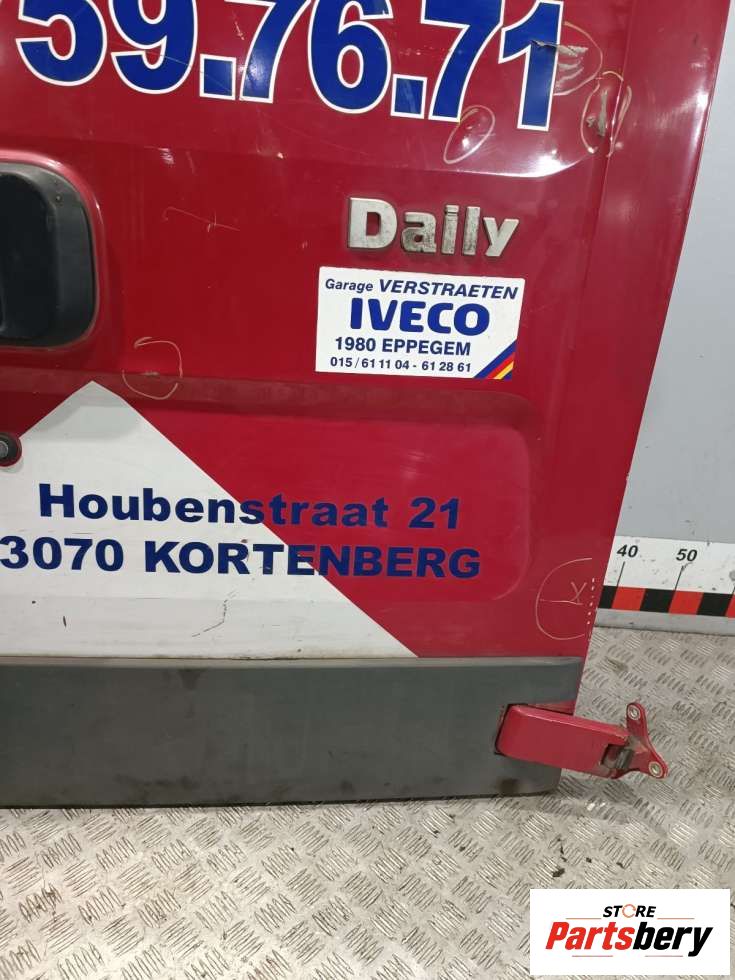 59.76.71
Daily
Garage VERSTRAETEN
IVECO
1980 EPPEGEM
015/61 11 04 - 61 28 61
Houbenstraat 21
3070 KORTENBERG
40 50
X
STORE
Partsbery